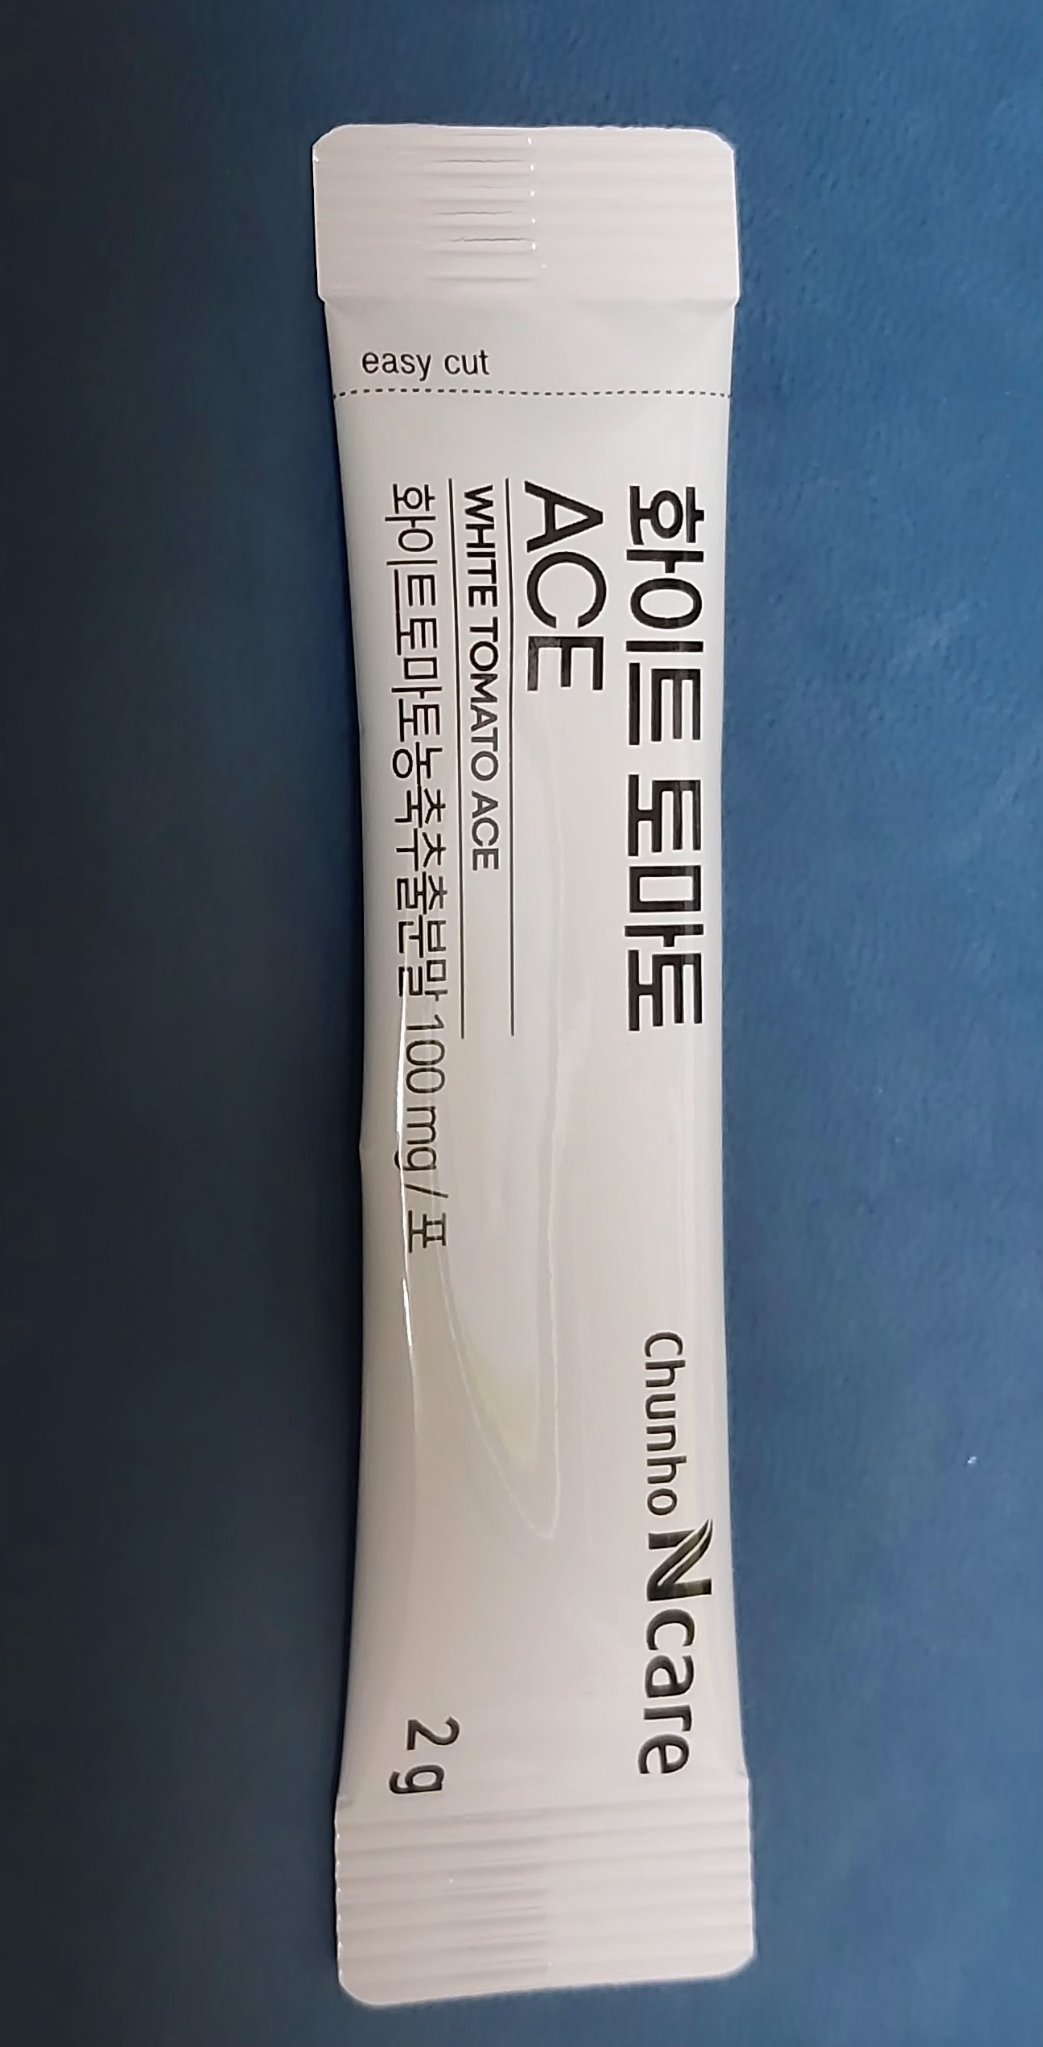 easy cut
화이트 토마토
ACE
WHITE TOMATO ACE
화이트토마토농축추출분말 100 mg / 포
Chunho Ncare
2 g